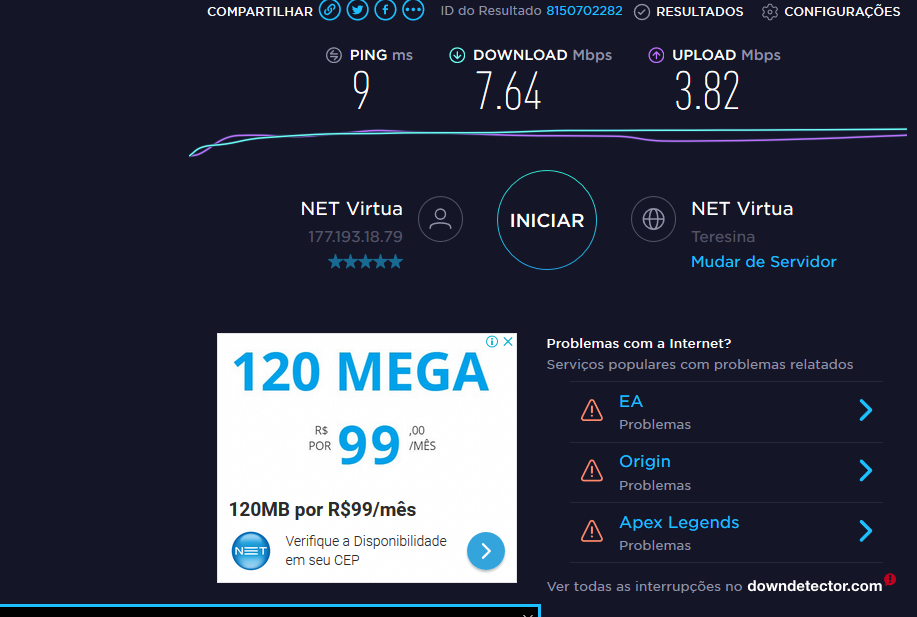 COMPARTILHAR ID do Resultado 8150702282 RESULTADOS CONFIGURAÇÕES
PING ms DOWNLOAD Mbps UPLOAD Mbps
9 7.64 3.82
NET Virtua
177.193.18.79
INICIAR
NET Virtua
Teresina
Mudar de Servidor
120 MEGA
R$ POR 99 ,00 /MÊS
120MB por R$99/mês
NET
Verifique a Disponibilidade
em seu CEP
Problemas com a Internet?
Serviços populares com problemas relatados
EA
Problemas
Origin
Problemas
Apex Legends
Problemas
Ver todas as interrupções no downdetector.com